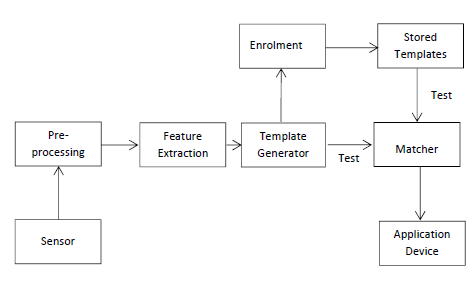 Enrolment
Stored
Templates
Test
Pre-
processing
Feature
Extraction
Template
Generator
Test
Matcher
Sensor
Application
Device